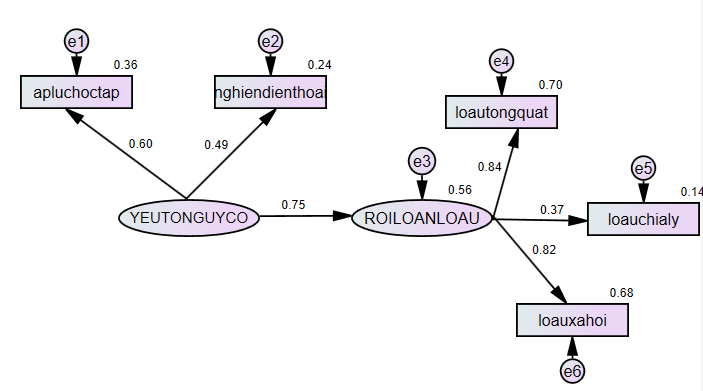 e1
0.36
apluchoctap
e2
0.24
nghiendienthoai
0.60
0.49
e4
0.70
loautongquat
e3
0.56
0.84
e5
0.14
YEUTONGUYCO
0.75
ROILOANLOAU
0.37
loauchialy
0.82
0.68
loauxahoi
e6